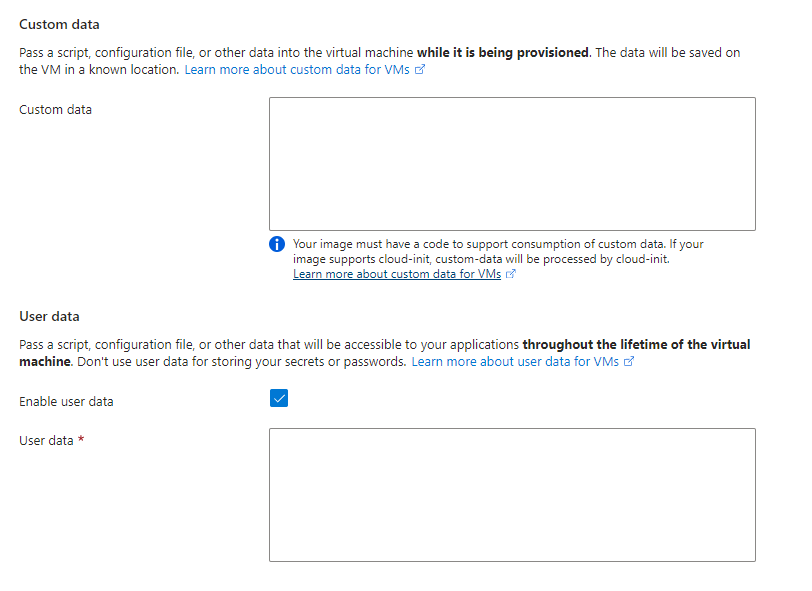 Custom data
Pass a script, configuration file, or other data into the virtual machine while it is being provisioned. The data will be saved on
the VM in a known location. Learn more about custom data for VMs
Custom data
Your image must have a code to support consumption of custom data. If your
image supports cloud-init, custom-data will be processed by cloud-init.
Learn more about custom data for VMs
User data
Pass a script, configuration file, or other data that will be accessible to your applications throughout the lifetime of the virtual
machine. Don't use user data for storing your secrets or passwords. Learn more about user data for VMs
Enable user data
User data *